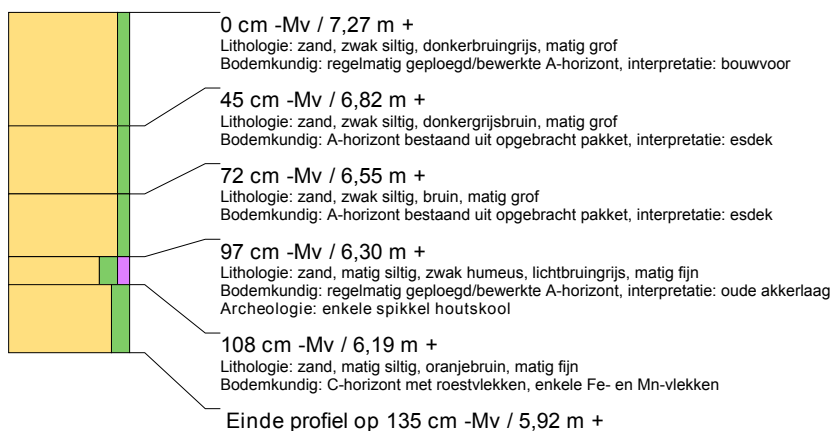 0 cm -Mv / 7,27 m +
Lithologie: zand, zwak siltig, donkerbruingrijs, matig grof
Bodemkundig: regelmatig geploegd/bewerkte A-horizont, interpretatie: bouwvoor
45 cm -Mv / 6,82 m +
Lithologie: zand, zwak siltig, donkergrijsbruin, matig grof
Bodemkundig: A-horizont bestaand uit opgebracht pakket, interpretatie: esdek
72 cm -Mv / 6,55 m +
Lithologie: zand, zwak siltig, bruin, matig grof
Bodemkundig: A-horizont bestaand uit opgebracht pakket, interpretatie: esdek
97 cm -Mv / 6,30 m +
Lithologie: zand, matig siltig, zwak humeus, lichtbruingrijs, matig fijn
Bodemkundig: regelmatig geploegd/bewerkte A-horizont, interpretatie: oude akkerlaag
Archeologie: enkele spikkel houtskool
108 cm -Mv / 6,19 m +
Lithologie: zand, matig siltig, oranjebruin, matig fijn
Bodemkundig: C-horizont met roestvlekken, enkele Fe- en Mn-vlekken
Einde profiel op 135 cm -Mv / 5,92 m +